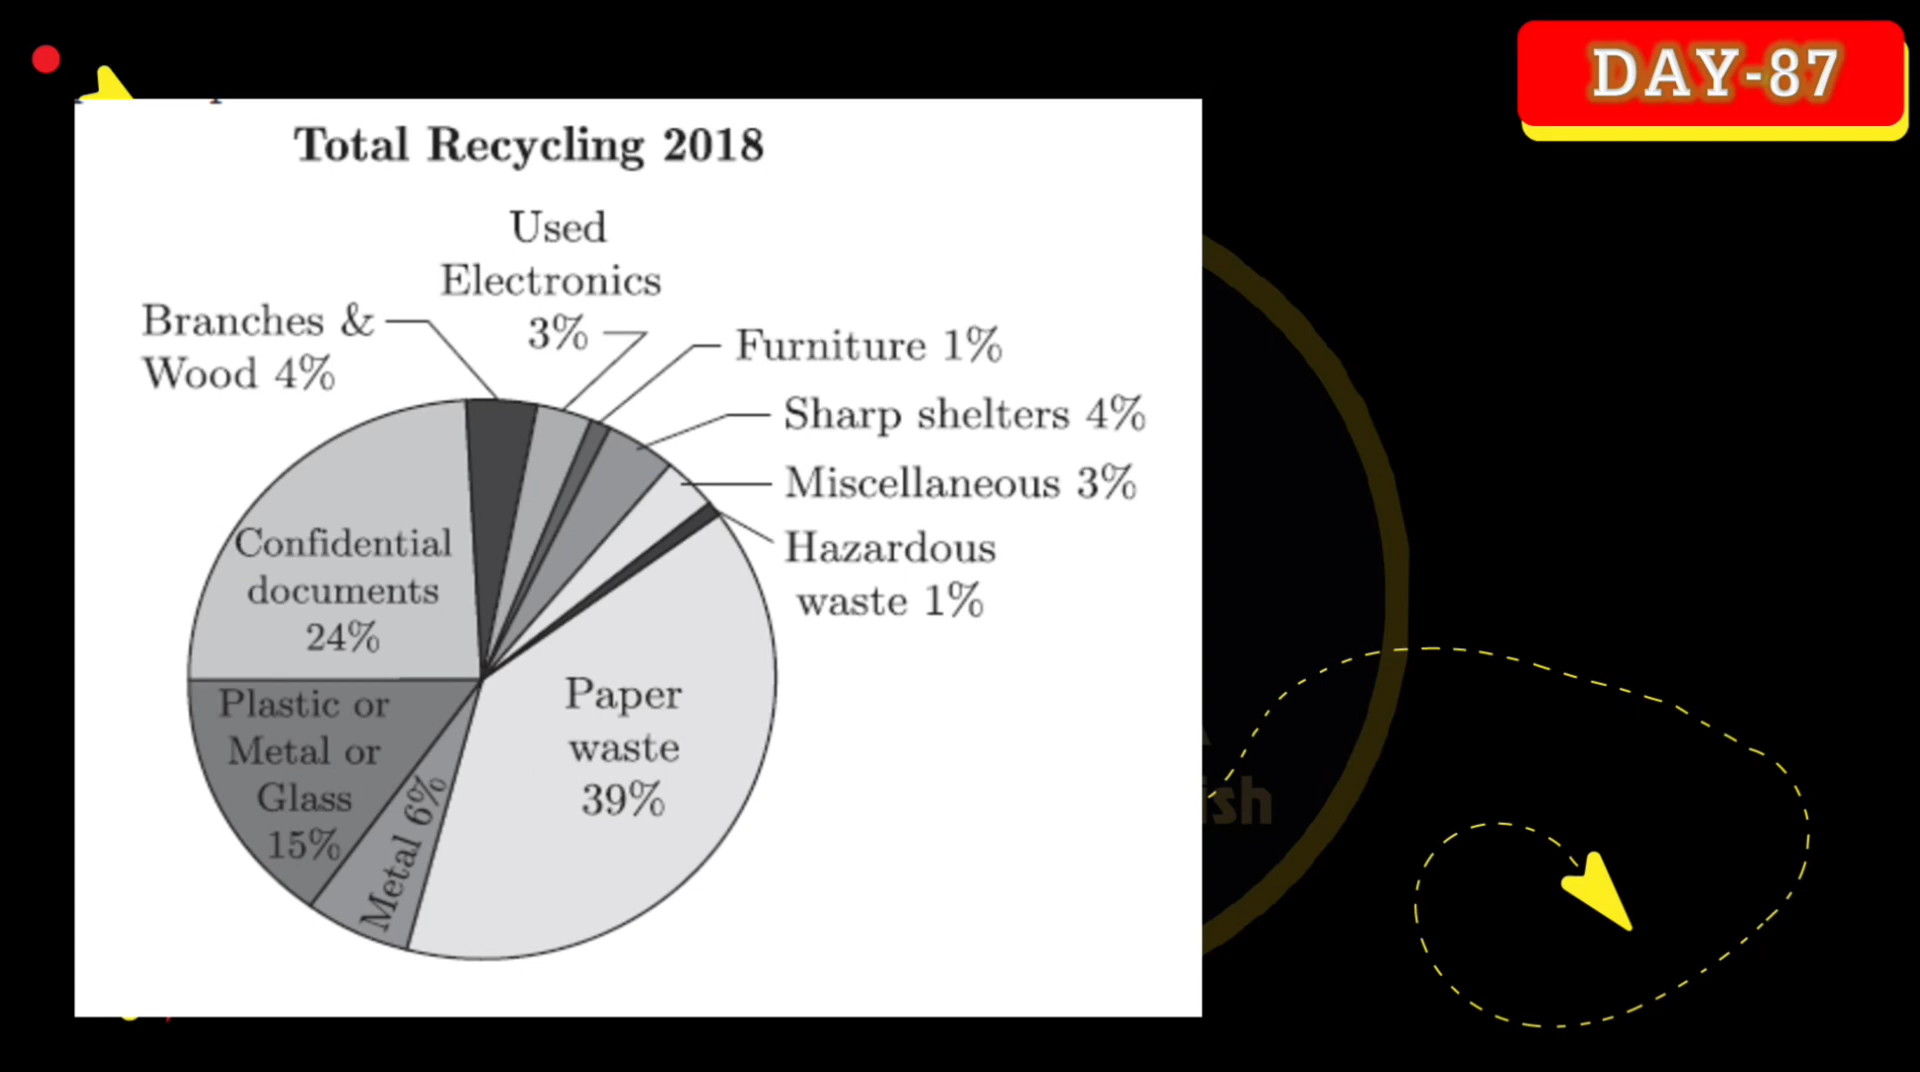 DAY-87
Total Recycling 2018
Used
Electronics
3%
Branches &
Wood 4%
Furniture 1%
Sharp shelters 4%
Miscellaneous 3%
Hazardous
waste 1%
Confidential
documents
24%
Plastic or
Metal or
Glass
15%
Metal 6%
Paper
waste
39%
ish